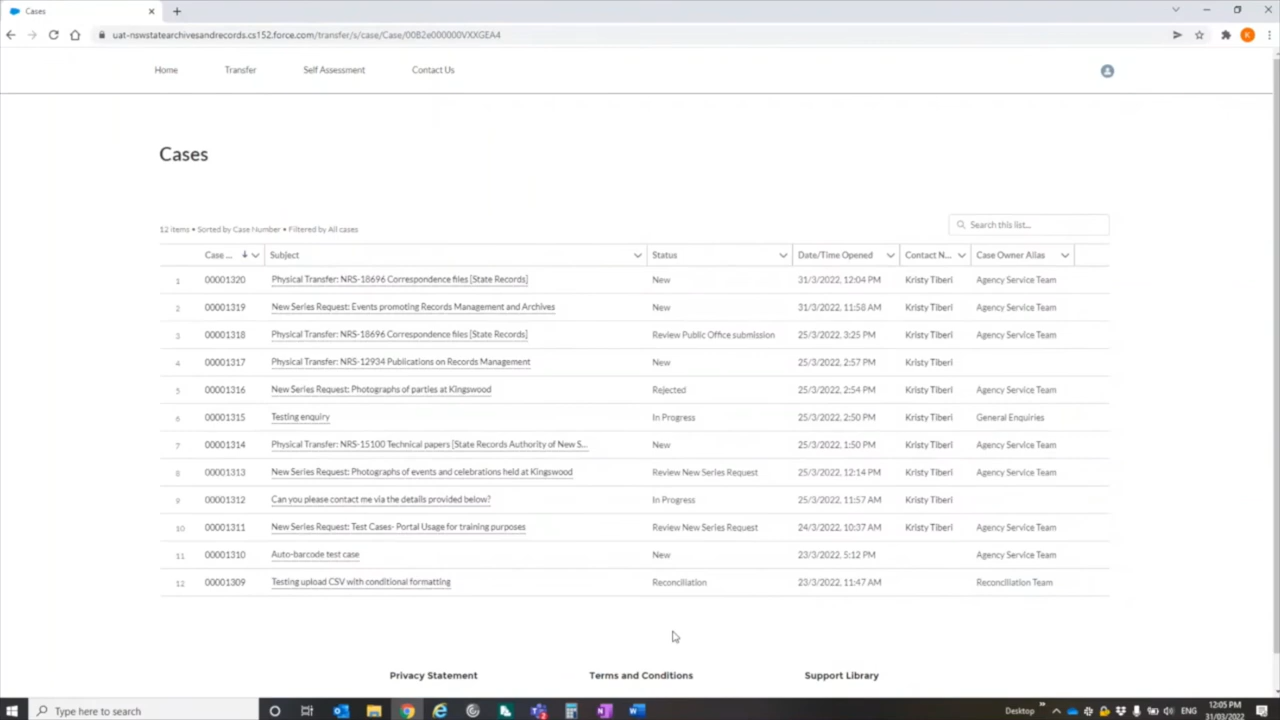 Cases
uat-nswstatearchivesandrecords.cs152.force.com/transfer/s/case/Case/00B2e000000VXXGEA4
K
Home Transfer Self Assessment Contact Us
Cases
12 items • Sorted by Case Number • Filtered by All cases
Search this list...
Case ... Subject Status Date/Time Opened Contact N... Case Owner Alias
1 00001320 Physical Transfer: NRS-18696 Correspondence files [State Records] New 31/3/2022, 12:04 PM Kristy Tiberi Agency Service Team
2 00001319 New Series Request: Events promoting Records Management and Archives New 31/3/2022, 11:58 AM Kristy Tiberi Agency Service Team
3 00001318 Physical Transfer: NRS-18696 Correspondence files [State Records] Review Public Office submission 25/3/2022, 3:25 PM Kristy Tiberi Agency Service Team
4 00001317 Physical Transfer: NRS-12934 Publications on Records Management New 25/3/2022, 2:57 PM Kristy Tiberi
5 00001316 New Series Request: Photographs of parties at Kingswood Rejected 25/3/2022, 2:54 PM Kristy Tiberi Agency Service Team
6 00001315 Testing enquiry In Progress 25/3/2022, 2:50 PM Kristy Tiberi General Enquiries
7 00001314 Physical Transfer: NRS-15100 Technical papers [State Records Authority of New S... New 25/3/2022, 1:50 PM Kristy Tiberi Agency Service Team
8 00001313 New Series Request: Photographs of events and celebrations held at Kingswood Review New Series Request 25/3/2022, 12:14 PM Kristy Tiberi Agency Service Team
9 00001312 Can you please contact me via the details provided below? In Progress 25/3/2022, 11:57 AM Kristy Tiberi
10 00001311 New Series Request: Test Cases- Portal Usage for training purposes Review New Series Request 24/3/2022, 10:37 AM Kristy Tiberi Agency Service Team
11 00001310 Auto-barcode test case New 23/3/2022, 5:12 PM Agency Service Team
12 00001309 Testing upload CSV with conditional formatting Reconciliation 23/3/2022, 11:47 AM Reconciliation Team
Privacy Statement Terms and Conditions Support Library
Type here to search
Desktop
ENG
12:05 PM
31/03/2022